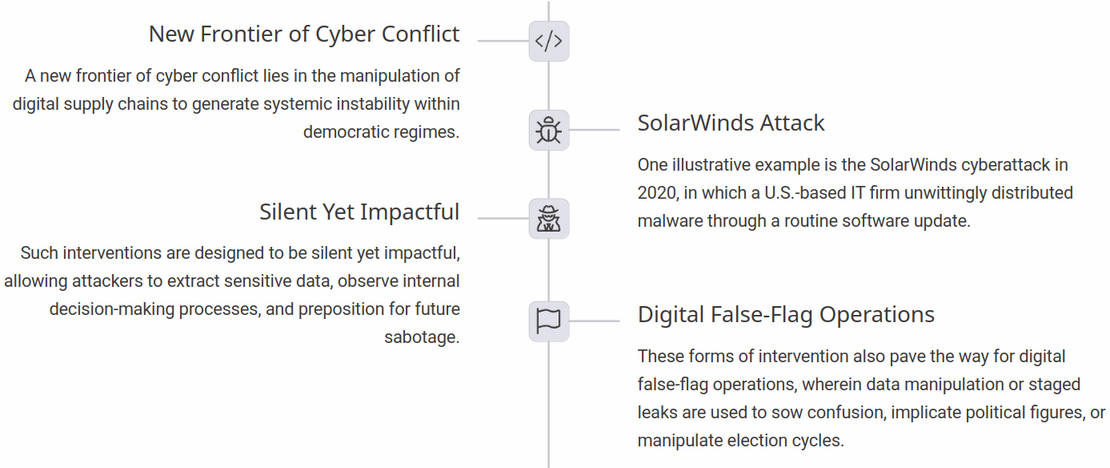 New Frontier of Cyber Conflict
A new frontier of cyber conflict lies in the manipulation of
digital supply chains to generate systemic instability within
democratic regimes.
SolarWinds Attack
One illustrative example is the SolarWinds cyberattack in
2020, in which a U.S.-based IT firm unwittingly distributed
malware through a routine software update.
Silent Yet Impactful
Such interventions are designed to be silent yet impactful,
allowing attackers to extract sensitive data, observe internal
decision-making processes, and preposition for future
sabotage.
Digital False-Flag Operations
These forms of intervention also pave the way for digital
false-flag operations, wherein data manipulation or staged
leaks are used to sow confusion, implicate political figures, or
manipulate election cycles.